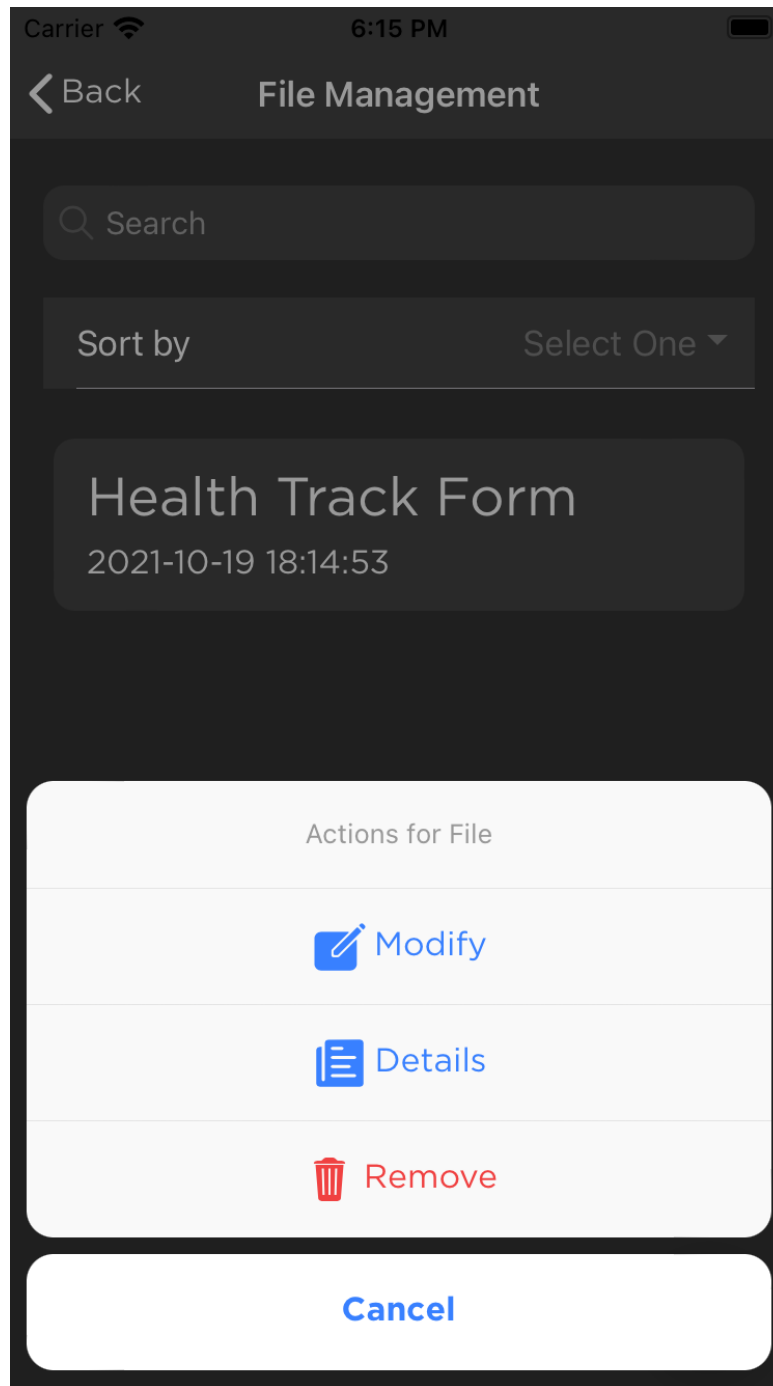 Carrier 6:15 PM
Back File Management
Search
Sort by Select One
Health Track Form
2021-10-19 18:14:53
Actions for File
Modify
Details
Remove
Cancel